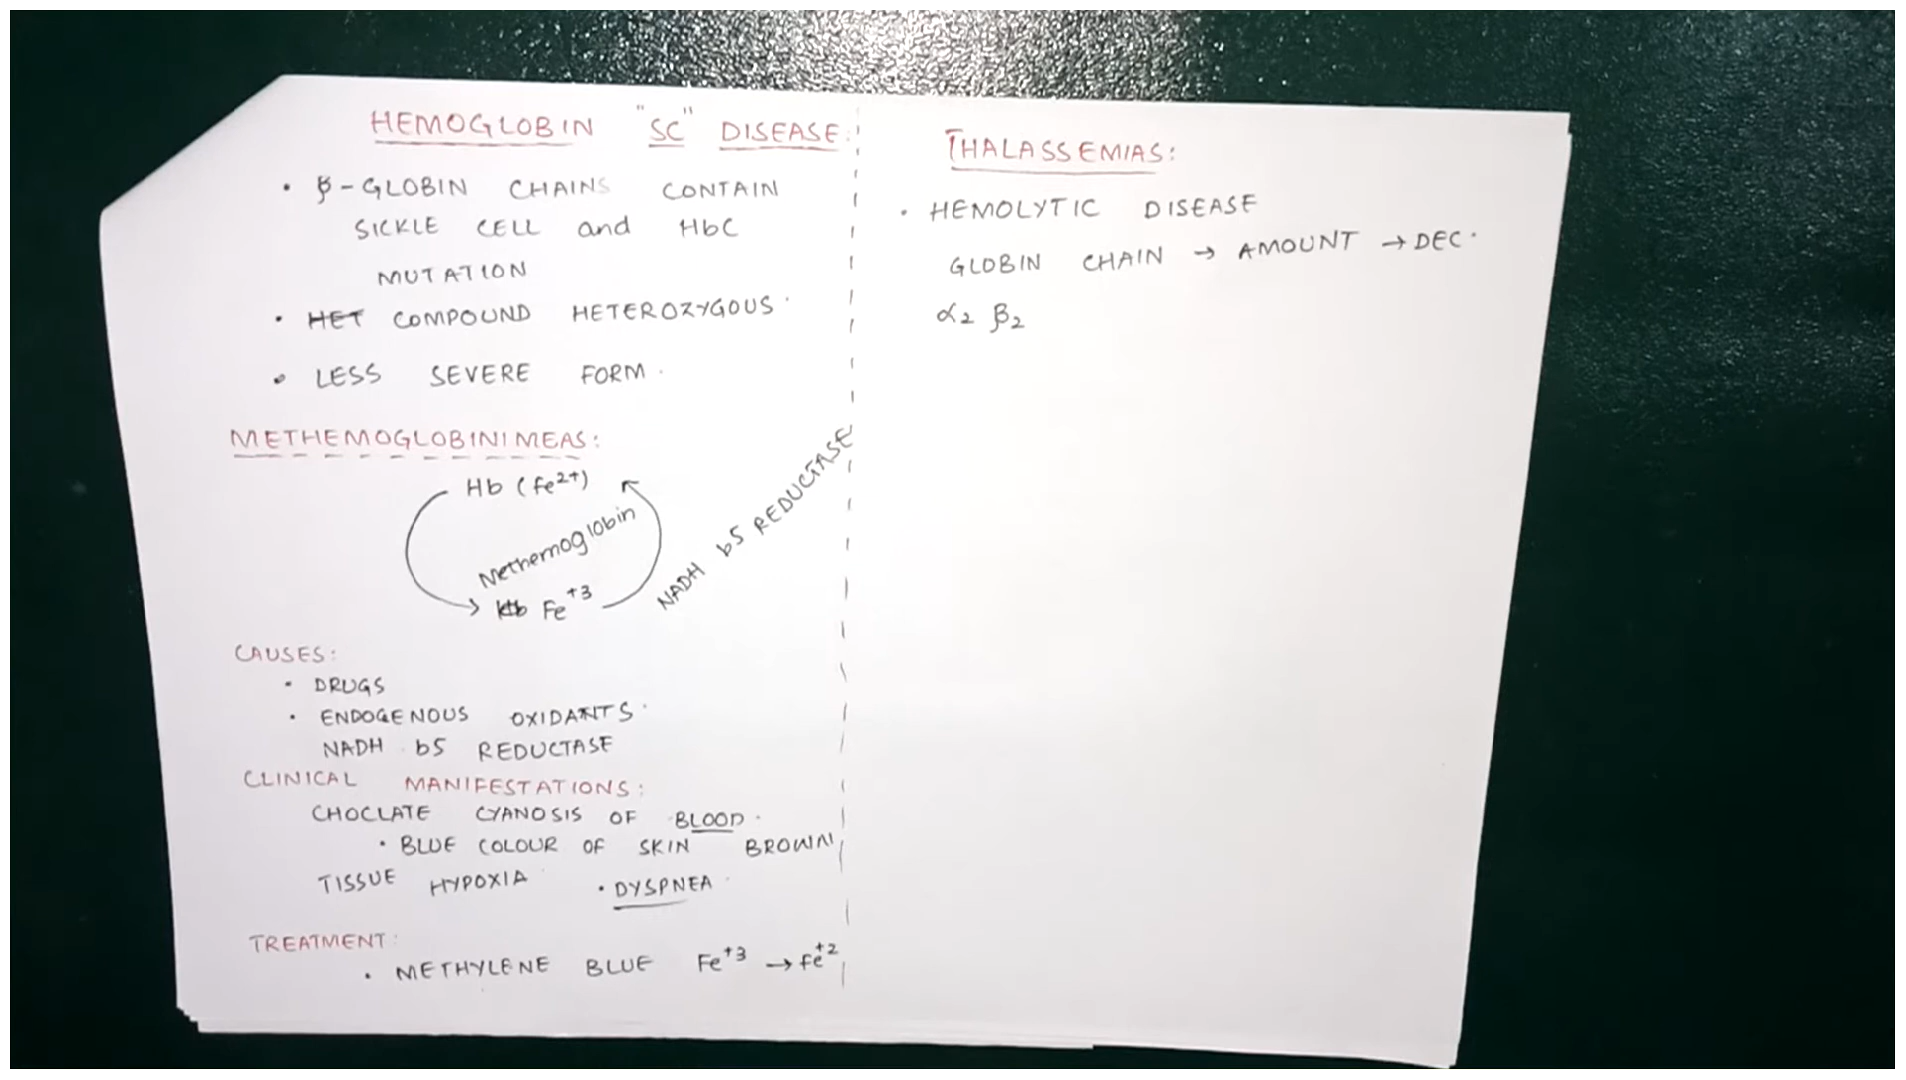 HEMOGLOBIN "SC" DISEASE:
• β-GLOBIN CHAINS CONTAIN
SICKLE CELL and HbC
MUTATION
• HET COMPOUND HETEROZYGOUS.
• LESS SEVERE FORM.
METHEMOGLOBINIMEAS:
Hb (Fe2+)
Methemoglobin
Hb Fe+3
NADH b5 REDUCTASE
CAUSES:
• DRUGS
• ENDOGENOUS OXIDANTS.
NADH b5 REDUCTASE
CLINICAL MANIFESTATIONS:
CHOCLATE CYANOSIS OF BLOOD.
• BLUE COLOUR OF SKIN BROWN
TISSUE HYPOXIA • DYSPNEA
TREATMENT:
• METHYLENE BLUE Fe+3 → Fe+2
THALASSEMIAS:
• HEMOLYTIC DISEASE
GLOBIN CHAIN → AMOUNT → DEC.
α2 β2